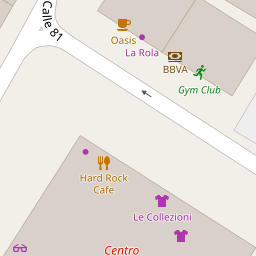 Calle 81
Oasis
La Rola
BBVA
Gym Club
Hard Rock
Cafe
Le Collezioni
Centro